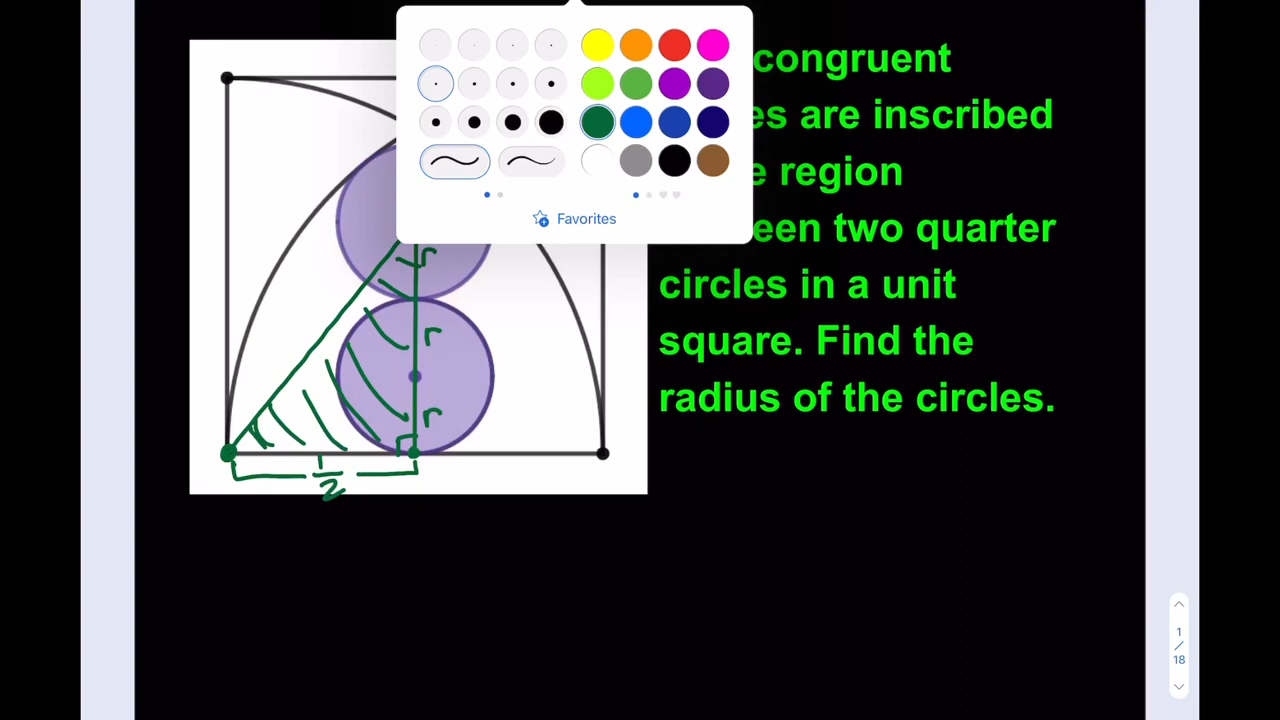 congruent
es are inscribed
e region
een two quarter
circles in a unit
square. Find the
radius of the circles.
Favorites
r
r
r
1
2
1
/
18